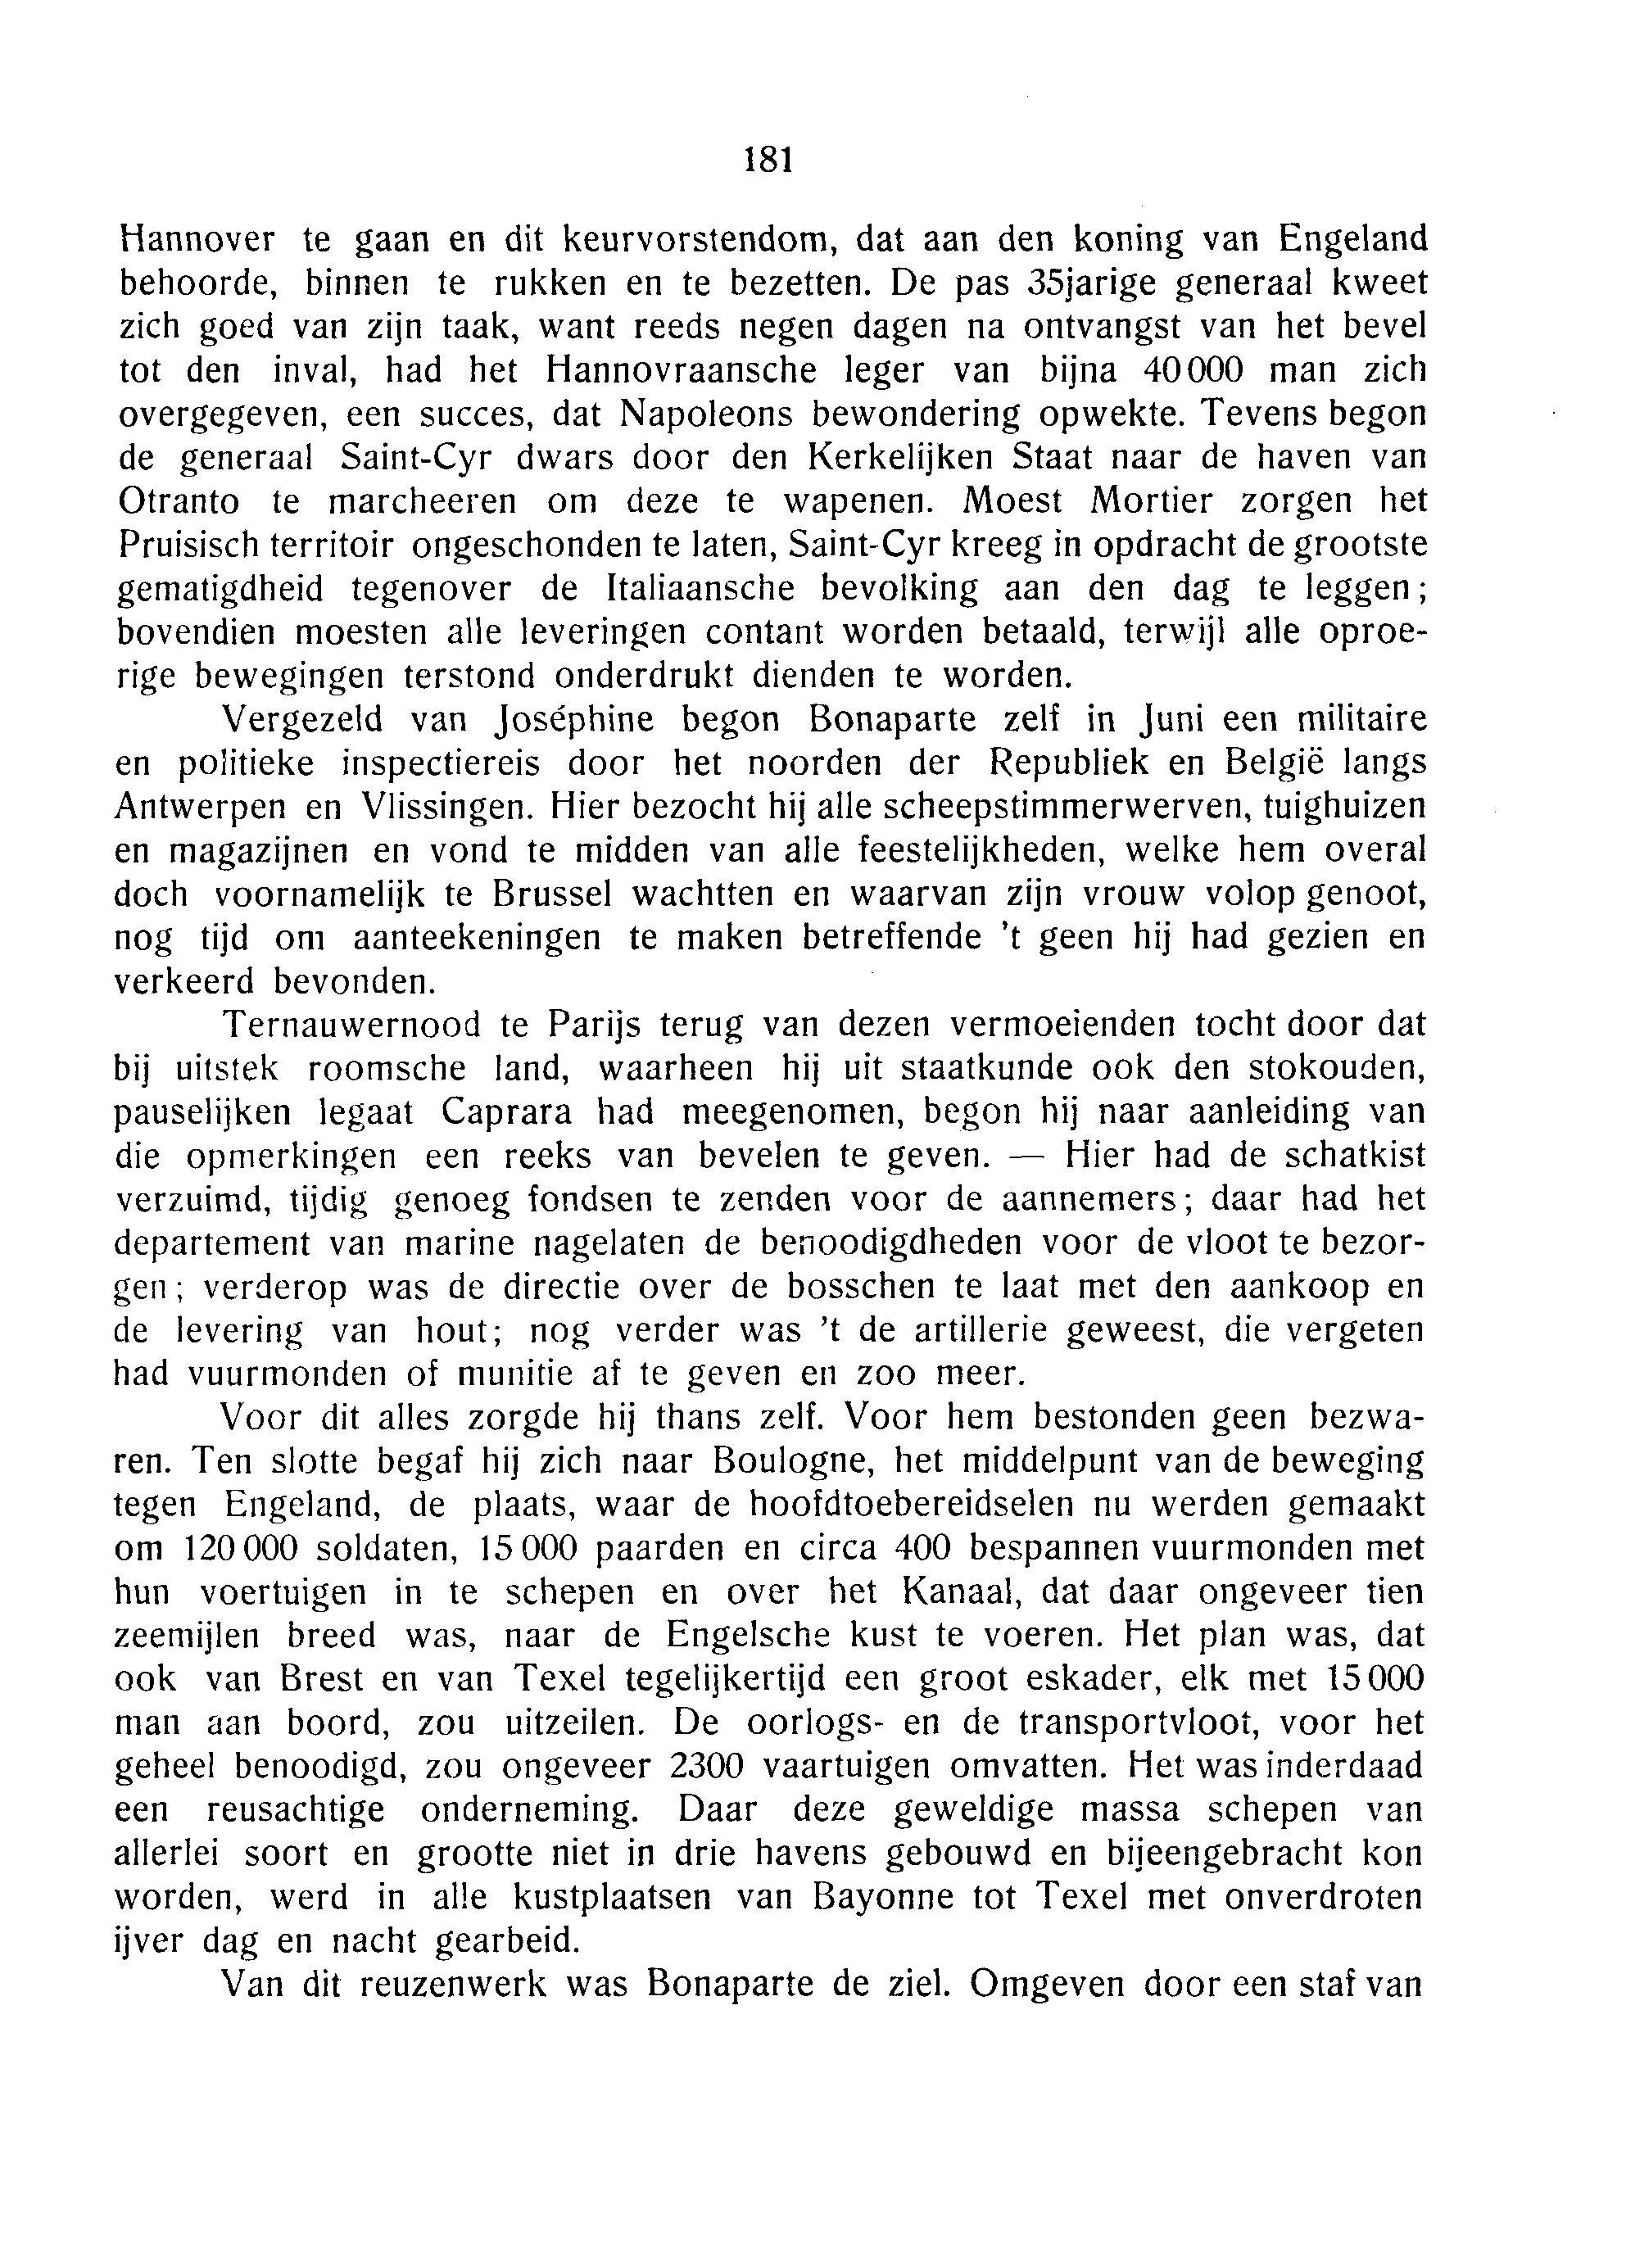 181
Hannover te gaan en dit keurvorstendom, dat aan den koning van Engeland
behoorde, binnen te rukken en te bezetten. De pas 35jarige generaal kweet
zich goed van zijn taak, want reeds negen dagen na ontvangst van het bevel
tot den inval, had het Hannovraansche leger van bijna 40 000 man zich
overgegeven, een succes, dat Napoleons bewondering opwekte. Tevens begon
de generaal Saint-Cyr dwars door den Kerkelijken Staat naar de haven van
Otranto te marcheeren om deze te wapenen. Moest Mortier zorgen het
Pruisisch territoir ongeschonden te laten, Saint-Cyr kreeg in opdracht de grootste
gematigdheid tegenover de Italiaansche bevolking aan den dag te leggen;
bovendien moesten alle leveringen contant worden betaald, terwijl alle oproe-
rige bewegingen terstond onderdrukt dienden te worden.
Vergezeld van Joséphine begon Bonaparte zelf in Juni een militaire
en politieke inspectiereis door het noorden der Republiek en België langs
Antwerpen en Vlissingen. Hier bezocht hij alle scheepstimmerwerven, tuighuizen
en magazijnen en vond te midden van alle feestelijkheden, welke hem overal
doch voornamelijk te Brussel wachtten en waarvan zijn vrouw volop genoot,
nog tijd om aanteekeningen te maken betreffende 't geen hij had gezien en
verkeerd bevonden.
Ternauwernood te Parijs terug van dezen vermoeienden tocht door dat
bij uitstek roomsche land, waarheen hij uit staatkunde ook den stokouden,
pauselijken legaat Caprara had meegenomen, begon hij naar aanleiding van
die opmerkingen een reeks van bevelen te geven. — Hier had de schatkist
verzuimd, tijdig genoeg fondsen te zenden voor de aannemers; daar had het
departement van marine nagelaten de benoodigdheden voor de vloot te bezor-
gen; verderop was de directie over de bosschen te laat met den aankoop en
de levering van hout; nog verder was 't de artillerie geweest, die vergeten
had vuurmonden of munitie af te geven en zoo meer.
Voor dit alles zorgde hij thans zelf. Voor hem bestonden geen bezwa-
ren. Ten slotte begaf hij zich naar Boulogne, het middelpunt van de beweging
tegen Engeland, de plaats, waar de hoofdtoebereidselen nu werden gemaakt
om 120 000 soldaten, 15 000 paarden en circa 400 bespannen vuurmonden met
hun voertuigen in te schepen en over het Kanaal, dat daar ongeveer tien
zeemijlen breed was, naar de Engelsche kust te voeren. Het plan was, dat
ook van Brest en van Texel tegelijkertijd een groot eskader, elk met 15 000
man aan boord, zou uitzeilen. De oorlogs- en de transportvloot, voor het
geheel benoodigd, zou ongeveer 2300 vaartuigen omvatten. Het was inderdaad
een reusachtige onderneming. Daar deze geweldige massa schepen van
allerlei soort en grootte niet in drie havens gebouwd en bijeengebracht kon
worden, werd in alle kustplaatsen van Bayonne tot Texel met onverdroten
ijver dag en nacht gearbeid.
Van dit reuzenwerk was Bonaparte de ziel. Omgeven door een staf van